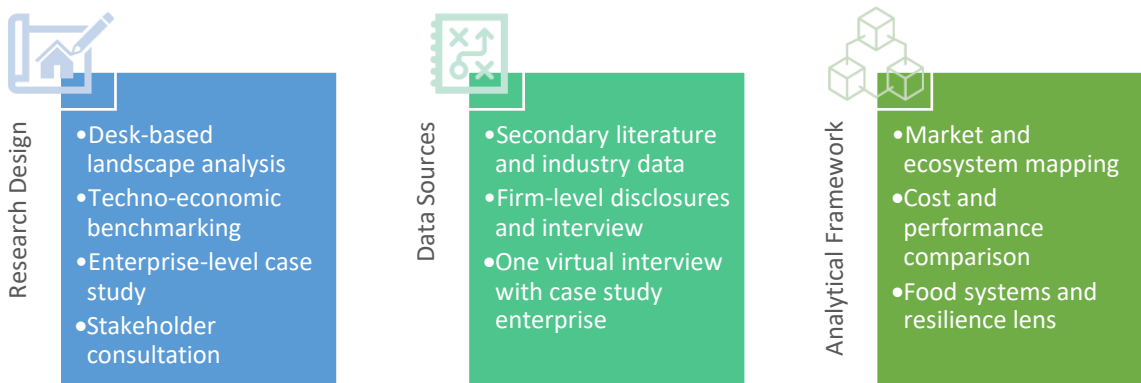 Research Design
•Desk-based
landscape analysis
•Techno-economic
benchmarking
•Enterprise-level case
study
•Stakeholder
consultation
Data Sources
•Secondary literature
and industry data
•Firm-level disclosures
and interview
•One virtual interview
with case study
enterprise
Analytical Framework
•Market and
ecosystem mapping
•Cost and
performance
comparison
•Food systems and
resilience lens